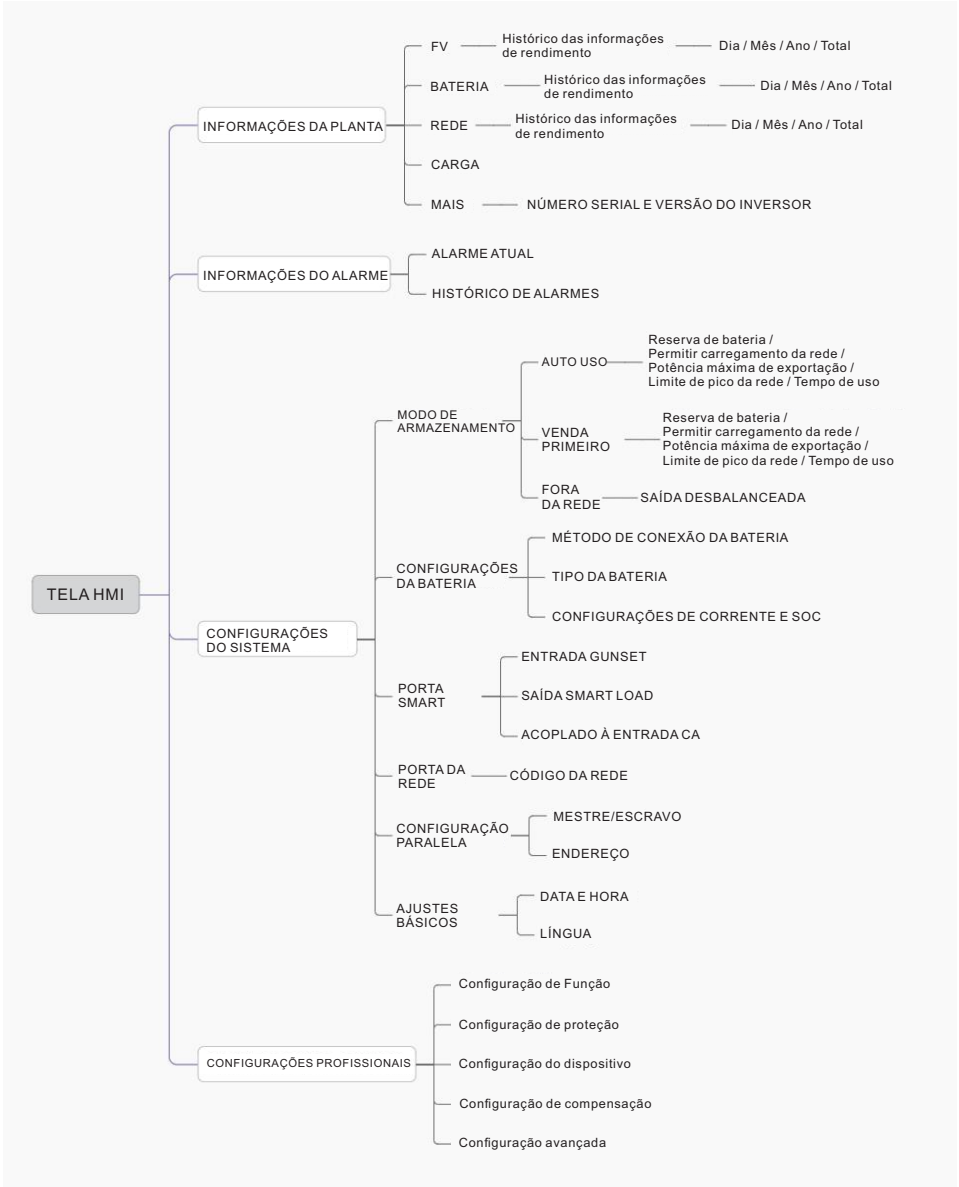 FV
Histórico das informações
de rendimento
Dia / Mês / Ano / Total
BATERIA
Histórico das informações
de rendimento
Dia / Mês / Ano / Total
INFORMAÇÕES DA PLANTA
REDE
Histórico das informações
de rendimento
Dia / Mês / Ano / Total
CARGA
MAIS
NÚMERO SERIAL E VERSÃO DO INVERSOR
INFORMAÇÕES DO ALARME
ALARME ATUAL
HISTÓRICO DE ALARMES
MODO DE
ARMAZENAMENTO
AUTO USO
Reserva de bateria /
Permitir carregamento da rede /
Potência máxima de exportação /
Limite de pico da rede / Tempo de uso
VENDA
PRIMEIRO
Reserva de bateria /
Permitir carregamento da rede /
Potência máxima de exportação /
Limite de pico da rede / Tempo de uso
FORA
DA REDE
SAÍDA DESBALANCEADA
CONFIGURAÇÕES
DA BATERIA
MÉTODO DE CONEXÃO DA BATERIA
TIPO DA BATERIA
CONFIGURAÇÕES DE CORRENTE E SOC
TELA HMI
CONFIGURAÇÕES
DO SISTEMA
PORTA
SMART
ENTRADA GUNSET
SAÍDA SMART LOAD
ACOPLADO À ENTRADA CA
PORTA DA
REDE
CÓDIGO DA REDE
CONFIGURAÇÃO
PARALELA
MESTRE/ESCRAVO
ENDEREÇO
AJUSTES
BÁSICOS
DATA E HORA
LÍNGUA
CONFIGURAÇÕES PROFISSIONAIS
Configuração de Função
Configuração de proteção
Configuração do dispositivo
Configuração de compensação
Configuração avançada